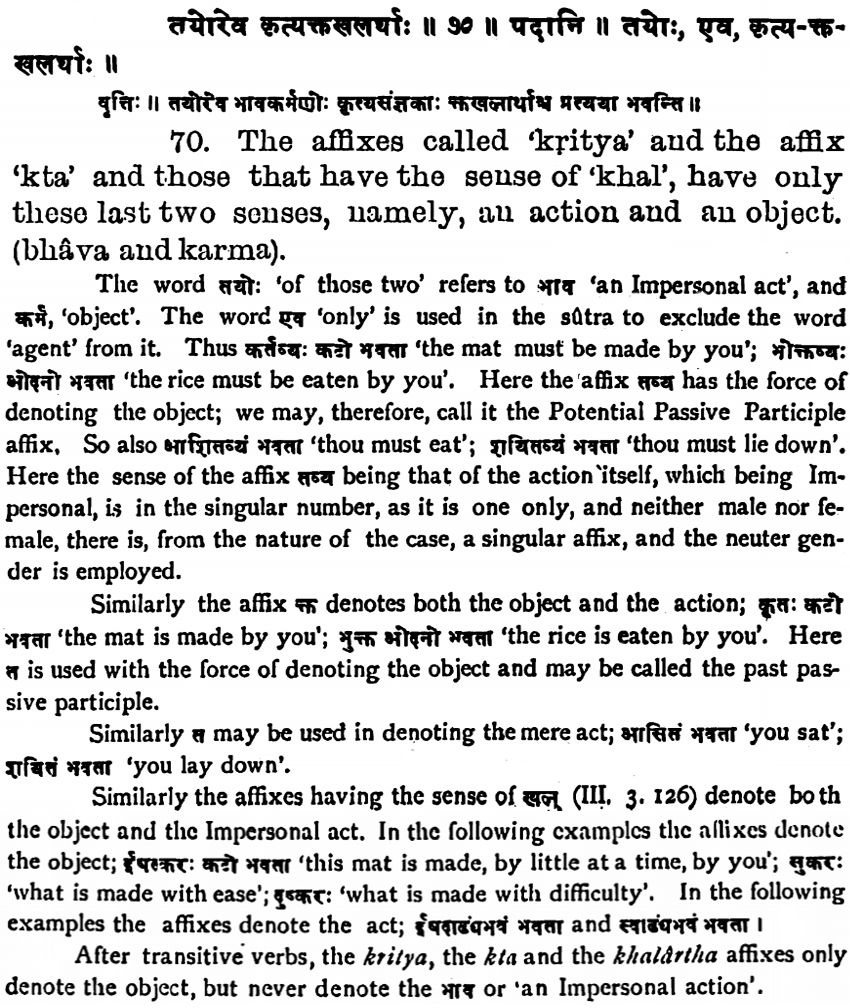 तयोरेव कृत्यक्तखलर्थाः ॥ ७० ॥ पदानि ॥ तयोः, एव, कृत्य-क्त-
खलर्थाः ॥
वृत्तिः ॥ तयोरेव भावकर्मणोः कृत्यसंज्ञकाः क्तखलार्थाश्च प्रत्यया भवन्ति ॥
70. The affixes called ‘kṛitya’ and the affix
‘kta’ and those that have the sense of ‘khal’, have only
these last two senses, namely, an action and an object.
(bhâva and karma).
The word तयोः ‘of those two’ refers to भाव ‘an Impersonal act’, and
कर्म, ‘object’. The word एव ‘only’ is used in the sûtra to exclude the word
‘agent’ from it. Thus कर्तव्यः कटो भवता ‘the mat must be made by you’; भोक्तव्यः
ओदनो भवता ‘the rice must be eaten by you’. Here the affix तव्य has the force of
denoting the object; we may, therefore, call it the Potential Passive Participle
affix. So also आशितव्यं भवता ‘thou must eat’; शयितव्यं भवता ‘thou must lie down’.
Here the sense of the affix तव्य being that of the action itself, which being Im-
personal, is in the singular number, as it is one only, and neither male nor fe-
male, there is, from the nature of the case, a singular affix, and the neuter gen-
der is employed.
Similarly the affix क्त denotes both the object and the action; कृतः कटो
भवता ‘the mat is made by you’; भुक्त ओदनो भवता ‘the rice is eaten by you’. Here
त is used with the force of denoting the object and may be called the past pas-
sive participle.
Similarly त may be used in denoting the mere act; आसितं भवता ‘you sat’;
शयितं भवता ‘you lay down’.
Similarly the affixes having the sense of खल् (III. 3. 126) denote both
the object and the Impersonal act. In the following examples the affixes denote
the object; ईषत्करः कटो भवता ‘this mat is made, by little at a time, by you’; सुकरः
‘what is made with ease’; दुष्करः ‘what is made with difficulty’. In the following
examples the affixes denote the act; ईषदाढ्यंभवं भवता and स्वाढ्यंभवं भवता ।
After transitive verbs, the kritya, the kta and the khalârtha affixes only
denote the object, but never denote the भाव or ‘an Impersonal action’.